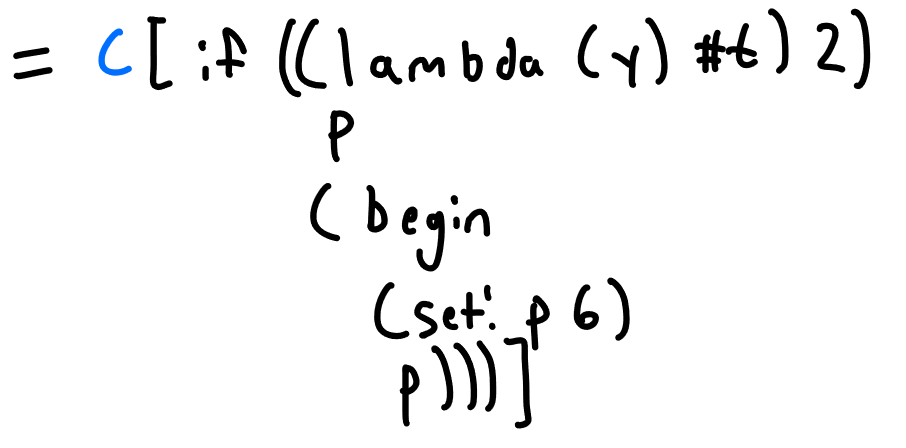 = C[if ((lambda (y) #t) 2)
p
(begin
(set! p 6)
p)))]